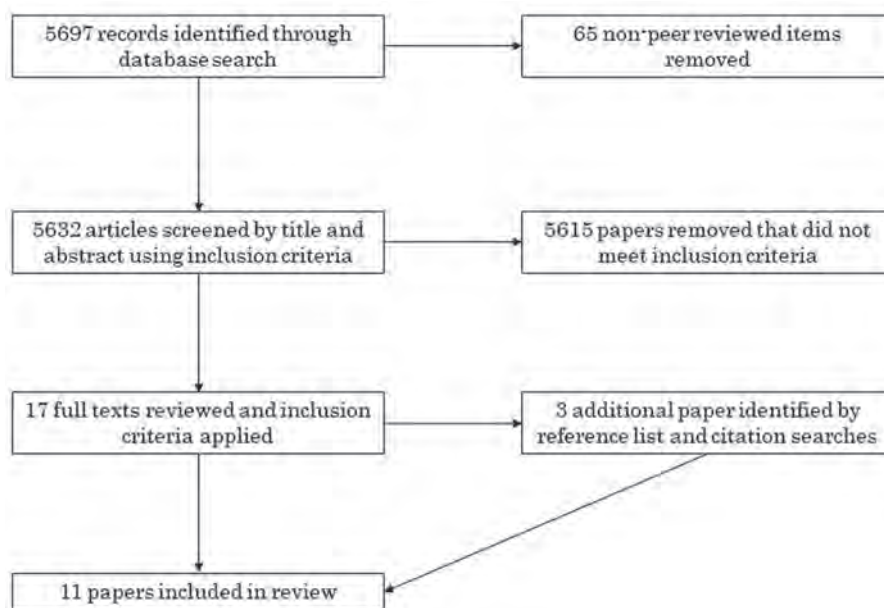 5697 records identified through
database search
65 non-peer reviewed items
removed
5632 articles screened by title and
abstract using inclusion criteria
5615 papers removed that did not
meet inclusion criteria
17 full texts reviewed and inclusion
criteria applied
3 additional paper identified by
reference list and citation searches
11 papers included in review